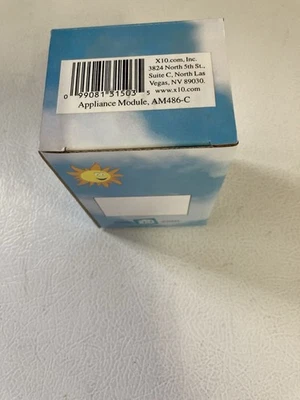 X10.com, Inc.
3824 North 5th St.,
Suite C, North Las
Vegas, NV 89030.
www.x10.com
0 99081 31503 5
Appliance Module, AM486-C